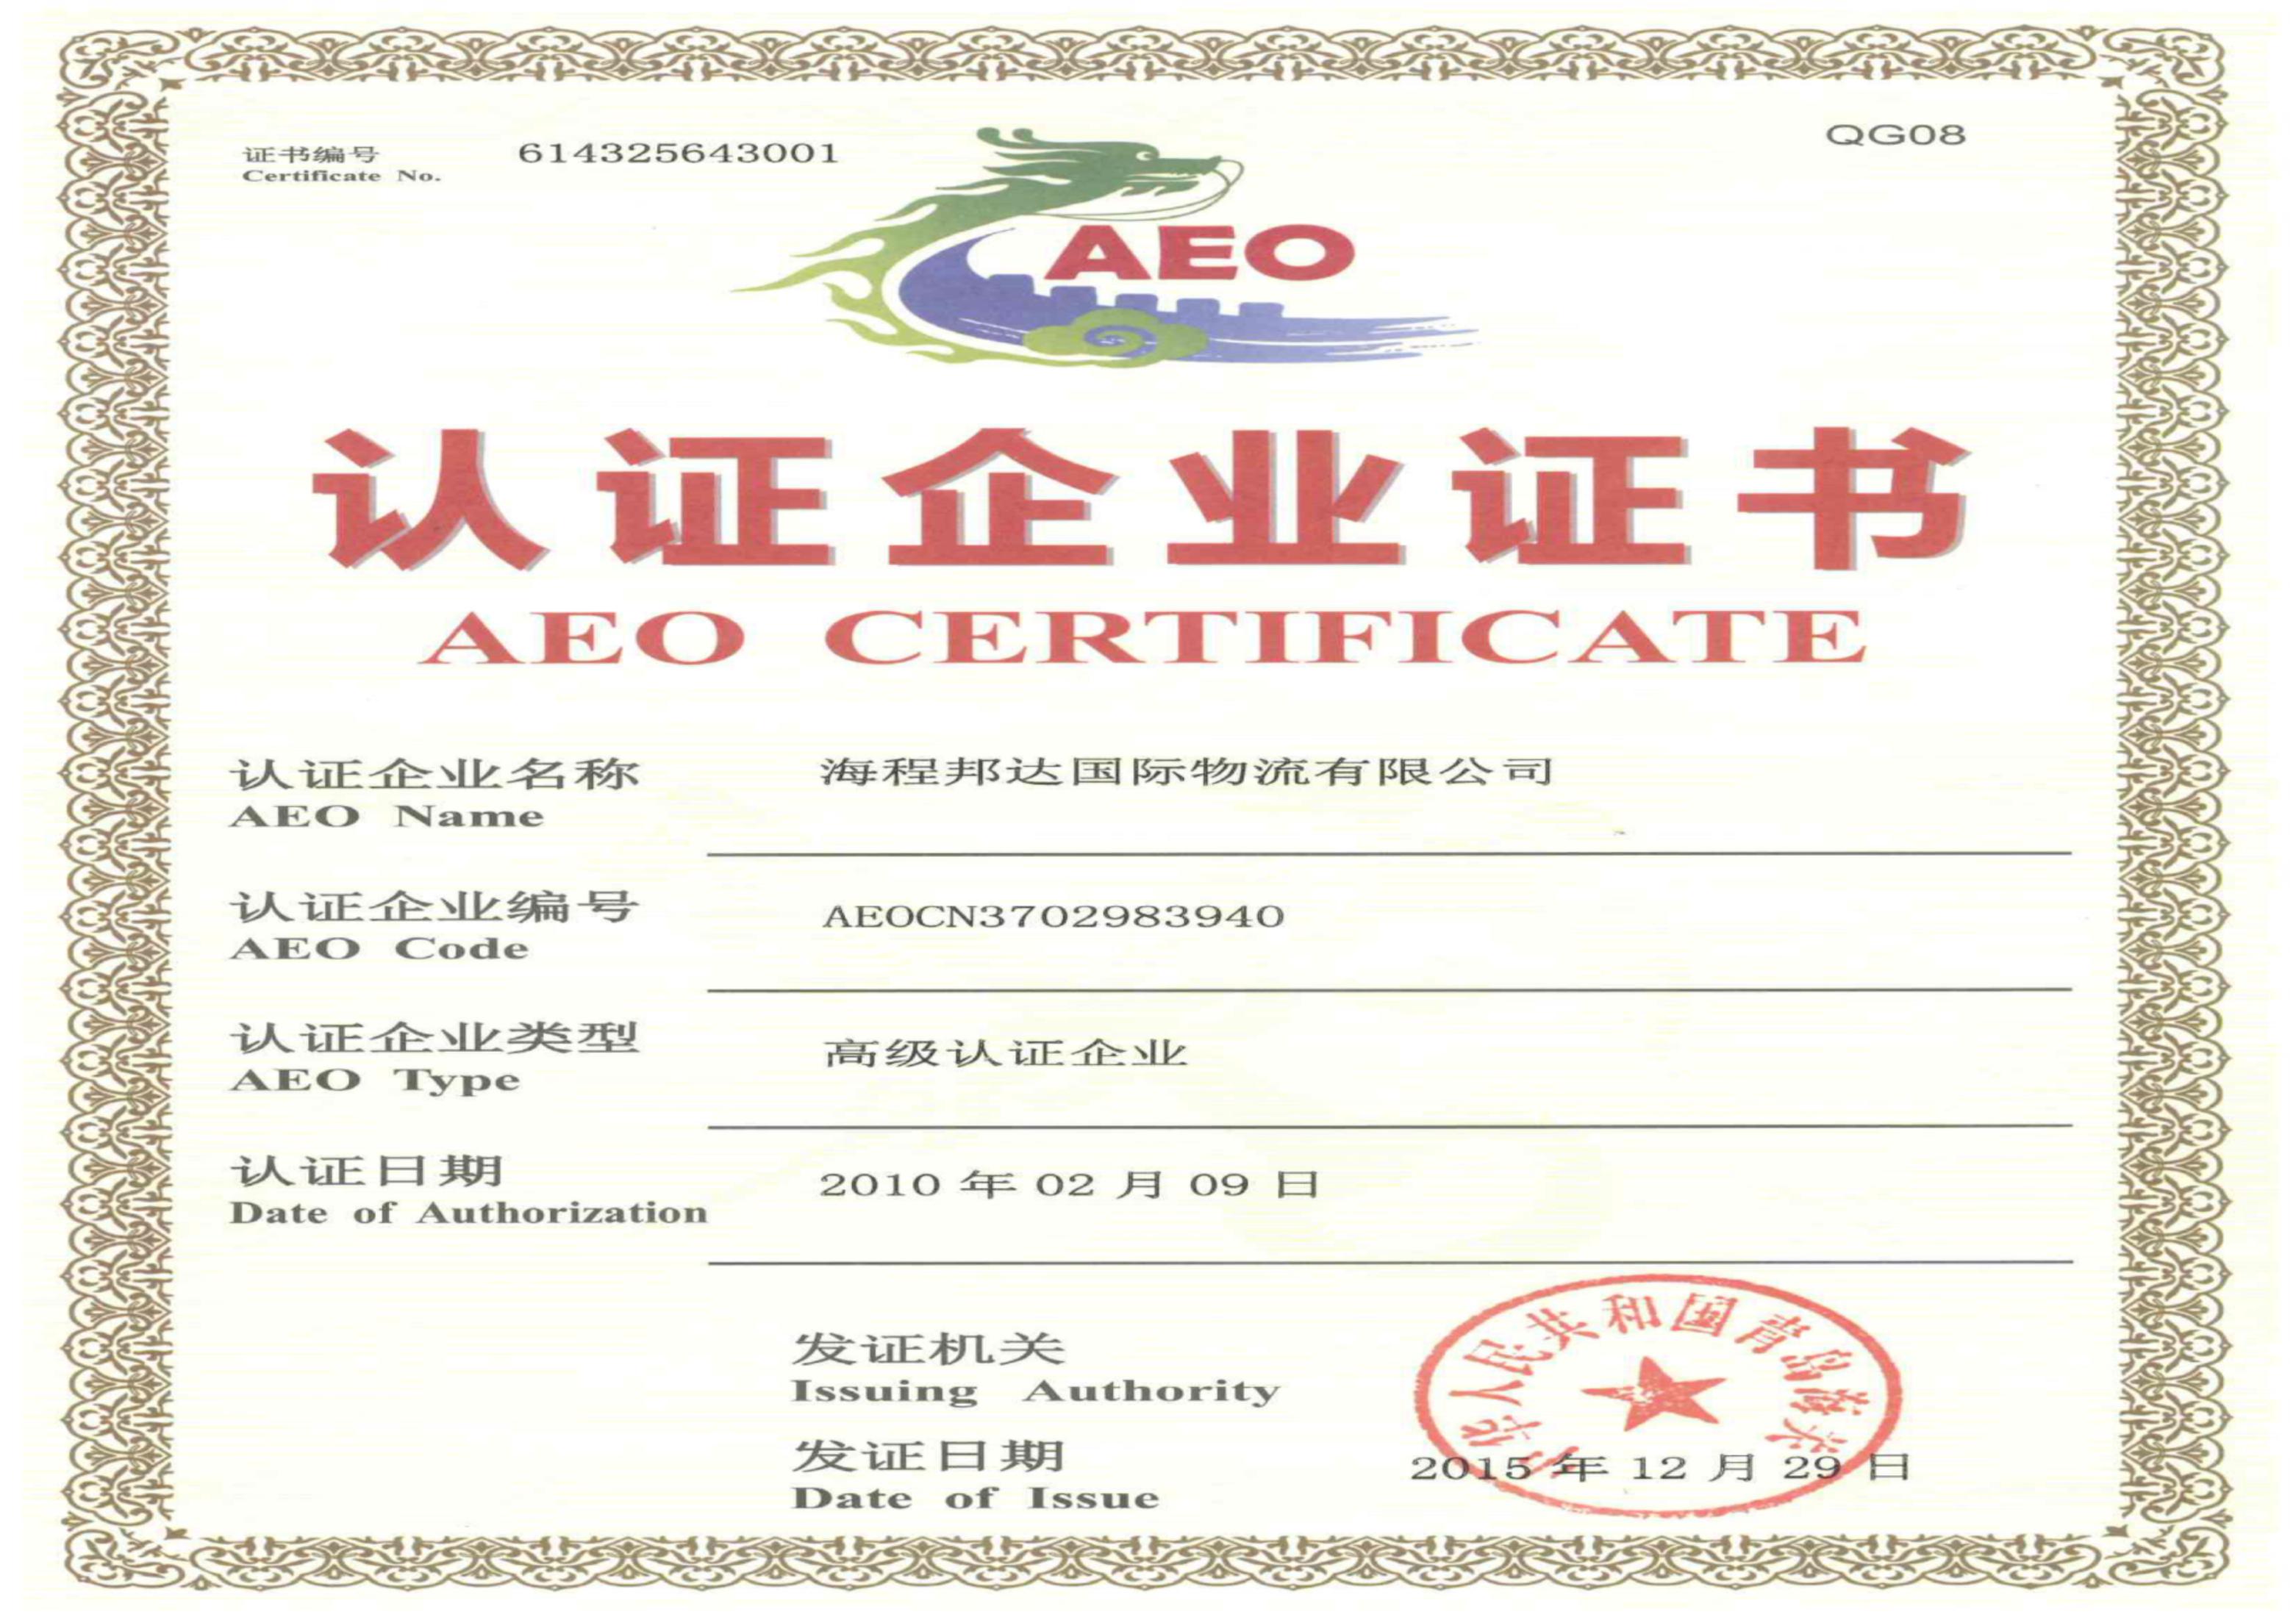 证书编号
Certificate No.
614325643001
QG08
AEO
认证企业证书
AEO CERTIFICATE
认证企业名称
AEO Name
海程邦达国际物流有限公司
认证企业编号
AEO Code
AEOCN3702983940
认证企业类型
AEO Type
高级认证企业
认证日期
Date of Authorization
2010 年 02 月 09 日
发证机关
Issuing Authority
中华人民共和国青岛海关
发证日期
Date of Issue
2015 年 12 月 29 日